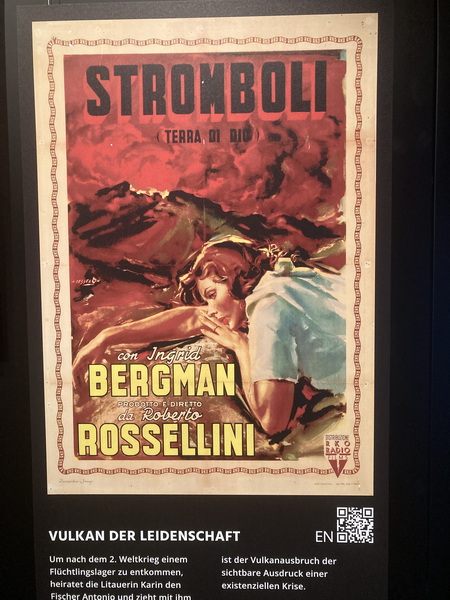 STROMBOLI
(TERRA DI DIO)
con Ingrid
BERGMAN
PRODOTTO E DIRETTO
da Roberto
ROSSELLINI
DISTRIBUZIONE
RKO
RADIO
FILMS
VULKAN DER LEIDENSCHAFT
EN
Um nach dem 2. Weltkrieg einem
Flüchtlingslager zu entkommen,
heiratet die Litauerin Karin den
Fischer Antonio und zieht mit ihm
ist der Vulkanausbruch der
sichtbare Ausdruck einer
existenziellen Krise.